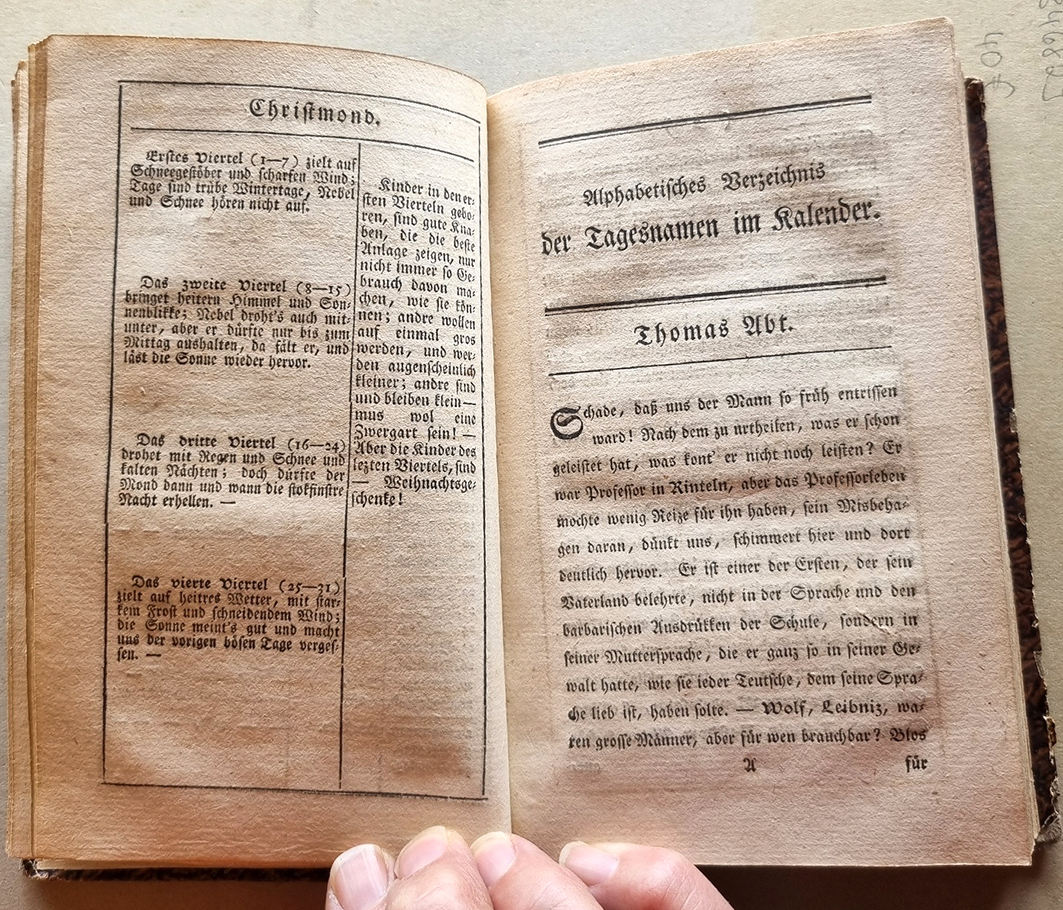 Christmond.
Erstes Viertel (1—7) zielt auf
Schneegestöber und scharfen Wind;
Tage sind trübe Wintertage, Nebel
und Schnee hören nicht auf.
Das zweite Viertel (8—15)
bringet heitern Himmel und Son-
nenblikke; Nebel droht's auch mit-
unter, aber er dürfte nur bis zum
Mittag aushalten, da fält er, und
läst die Sonne wieder hervor.
Das dritte Viertel (16—24)
drohet mit Regen und Schnee und
kalten Nächten; doch dürfte der
Mond dann und wann die stokfinstre
Nacht erhellen. —
Das vierte Viertel (25—31)
zielt auf heitres Wetter, mit star-
kem Frost und schneidendem Wind;
die Sonne meint's gut und macht
uns der vorigen bösen Tage verges-
sen. —
Kinder in den er-
sten Vierteln gebo-
ren, sind gute Kna-
ben, die die beste
Anlage zeigen, nur
nicht immer so Ge-
brauch davon ma-
chen, wie sie kön-
nen; andre wollen
auf einmal gros
werden, und wer-
den augenscheinlich
kleiner; andre sind
und bleiben klein—
mus wol eine
Zwergart sein! —
Aber die Kinder des
lezten Viertels, sind
— Weihnachtsge-
schenke!
Alphabetisches Verzeichnis
der Tagesnamen im Kalender.
Thomas Abt.
Schade, daß uns der Mann so früh entrissen
ward! Nach dem zu urtheilen, was er schon
geleistet hat, was kont' er nicht noch leisten? Er
war Professor in Rinteln, aber das Professorleben
mochte wenig Reize für ihn haben, sein Misbeha-
gen daran, dünkt uns, schimmert hier und dort
deutlich hervor. Er ist einer der Ersten, der sein
Vaterland belehrte, nicht in der Sprache und den
barbarischen Ausdrükken der Schule, sondern in
seiner Muttersprache, die er ganz so in seiner Ge-
walt hatte, wie sie ieder Teutsche, dem seine Spra-
che lieb ist, haben solte. — Wolf, Leibniz, wa-
ren grosse Männer, aber für wen brauchbar? Blos
A für